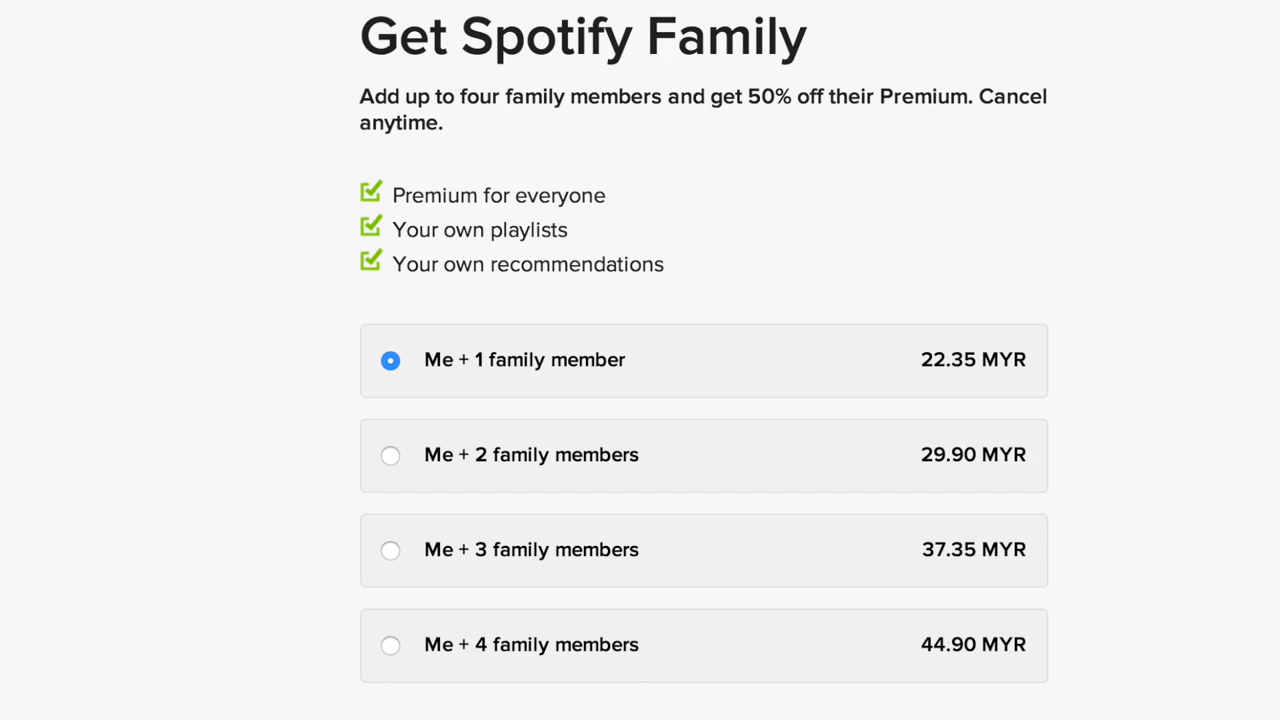 Get Spotify Family
Add up to four family members and get 50% off their Premium. Cancel
anytime.
Premium for everyone
Your own playlists
Your own recommendations
Me + 1 family member 22.35 MYR
Me + 2 family members 29.90 MYR
Me + 3 family members 37.35 MYR
Me + 4 family members 44.90 MYR